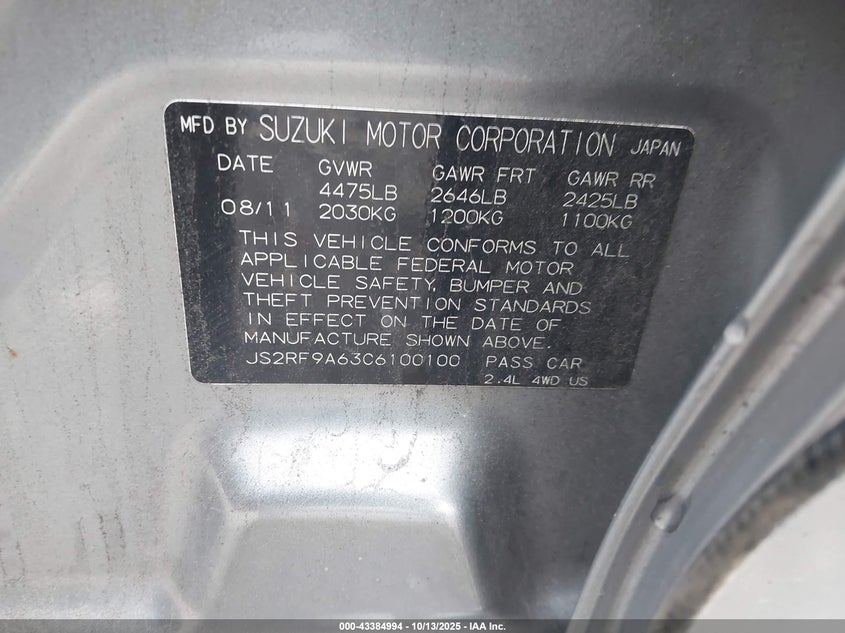 MFD BY SUZUKI MOTOR CORPORATION JAPAN
DATE GVWR GAWR FRT GAWR RR
4475LB 2646LB 2425LB
08/11 2030KG 1200KG 1100KG
THIS VEHICLE CONFORMS TO ALL
APPLICABLE FEDERAL MOTOR
VEHICLE SAFETY, BUMPER AND
THEFT PREVENTION STANDARDS
IN EFFECT ON THE DATE OF
MANUFACTURE SHOWN ABOVE.
JS2RF9A63C6100100 PASS CAR
2.4L 4WD US
000-43384994 - 10/13/2025 - IAA Inc.